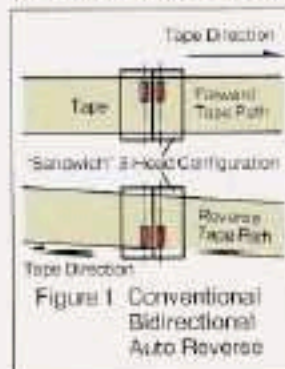 Tape Direction
Tape
Forward
Tape Path
"Sandwich" 3-Head Configuration
Reverse
Tape Path
Tape Direction
Figure 1 Conventional
Bidirectional
Auto Reverse